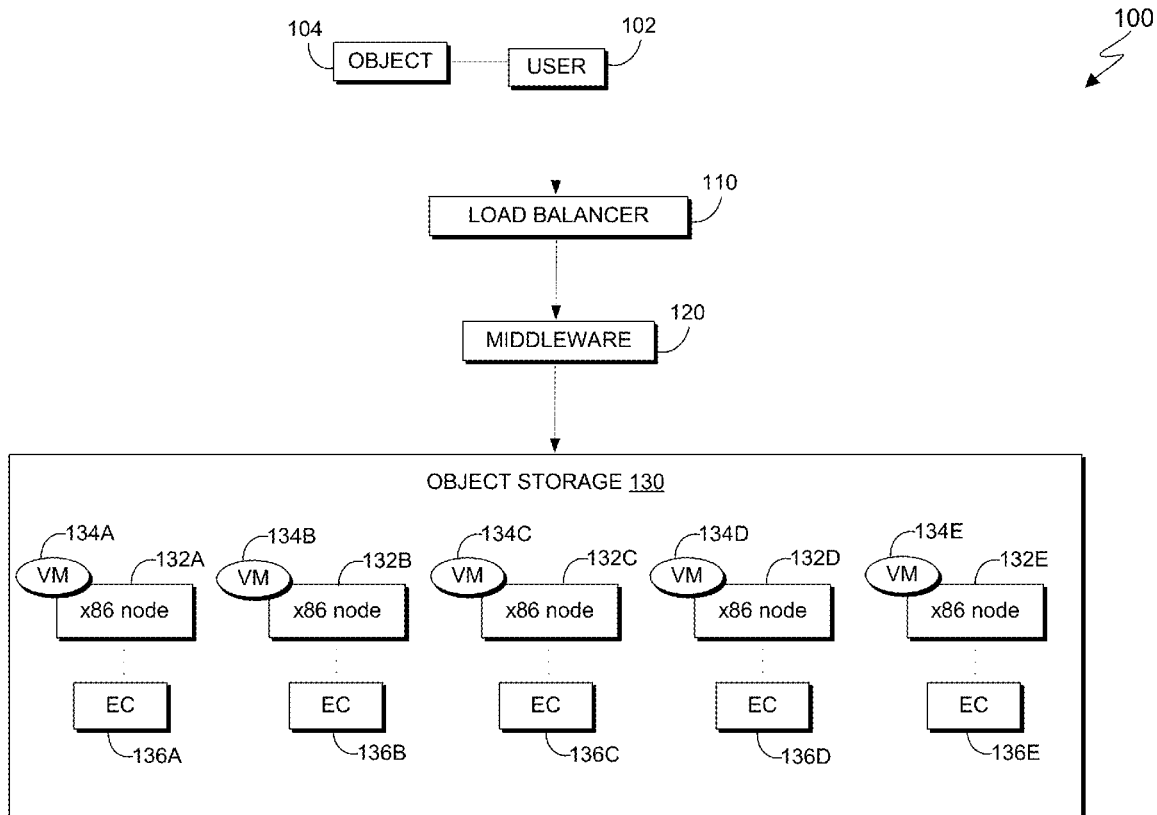 100
104 102
OBJECT USER
110
LOAD BALANCER
120
MIDDLEWARE
OBJECT STORAGE 130
134A 134B 134C 134D 134E
132A 132B 132C 132D 132E
VM VM VM VM VM
x86 node x86 node x86 node x86 node x86 node
EC EC EC EC EC
136A 136B 136C 136D 136E